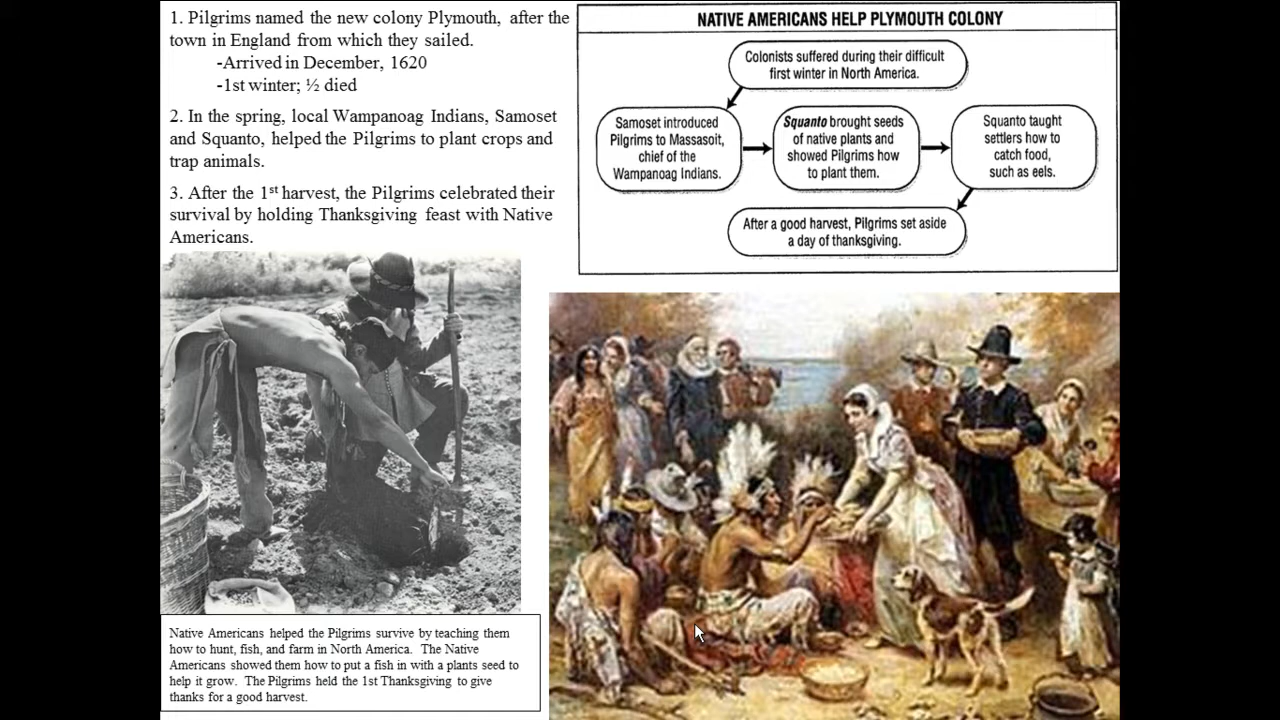 1. Pilgrims named the new colony Plymouth, after the
town in England from which they sailed.
-Arrived in December, 1620
-1st winter; ½ died
2. In the spring, local Wampanoag Indians, Samoset
and Squanto, helped the Pilgrims to plant crops and
trap animals.
3. After the 1st harvest, the Pilgrims celebrated their
survival by holding Thanksgiving feast with Native
Americans.
NATIVE AMERICANS HELP PLYMOUTH COLONY
Colonists suffered during their difficult
first winter in North America.
Samoset introduced
Pilgrims to Massasoit,
chief of the
Wampanoag Indians.
Squanto brought seeds
of native plants and
showed Pilgrims how
to plant them.
Squanto taught
settlers how to
catch food,
such as eels.
After a good harvest, Pilgrims set aside
a day of thanksgiving.
Native Americans helped the Pilgrims survive by teaching them
how to hunt, fish, and farm in North America. The Native
Americans showed them how to put a fish in with a plants seed to
help it grow. The Pilgrims held the 1st Thanksgiving to give
thanks for a good harvest.